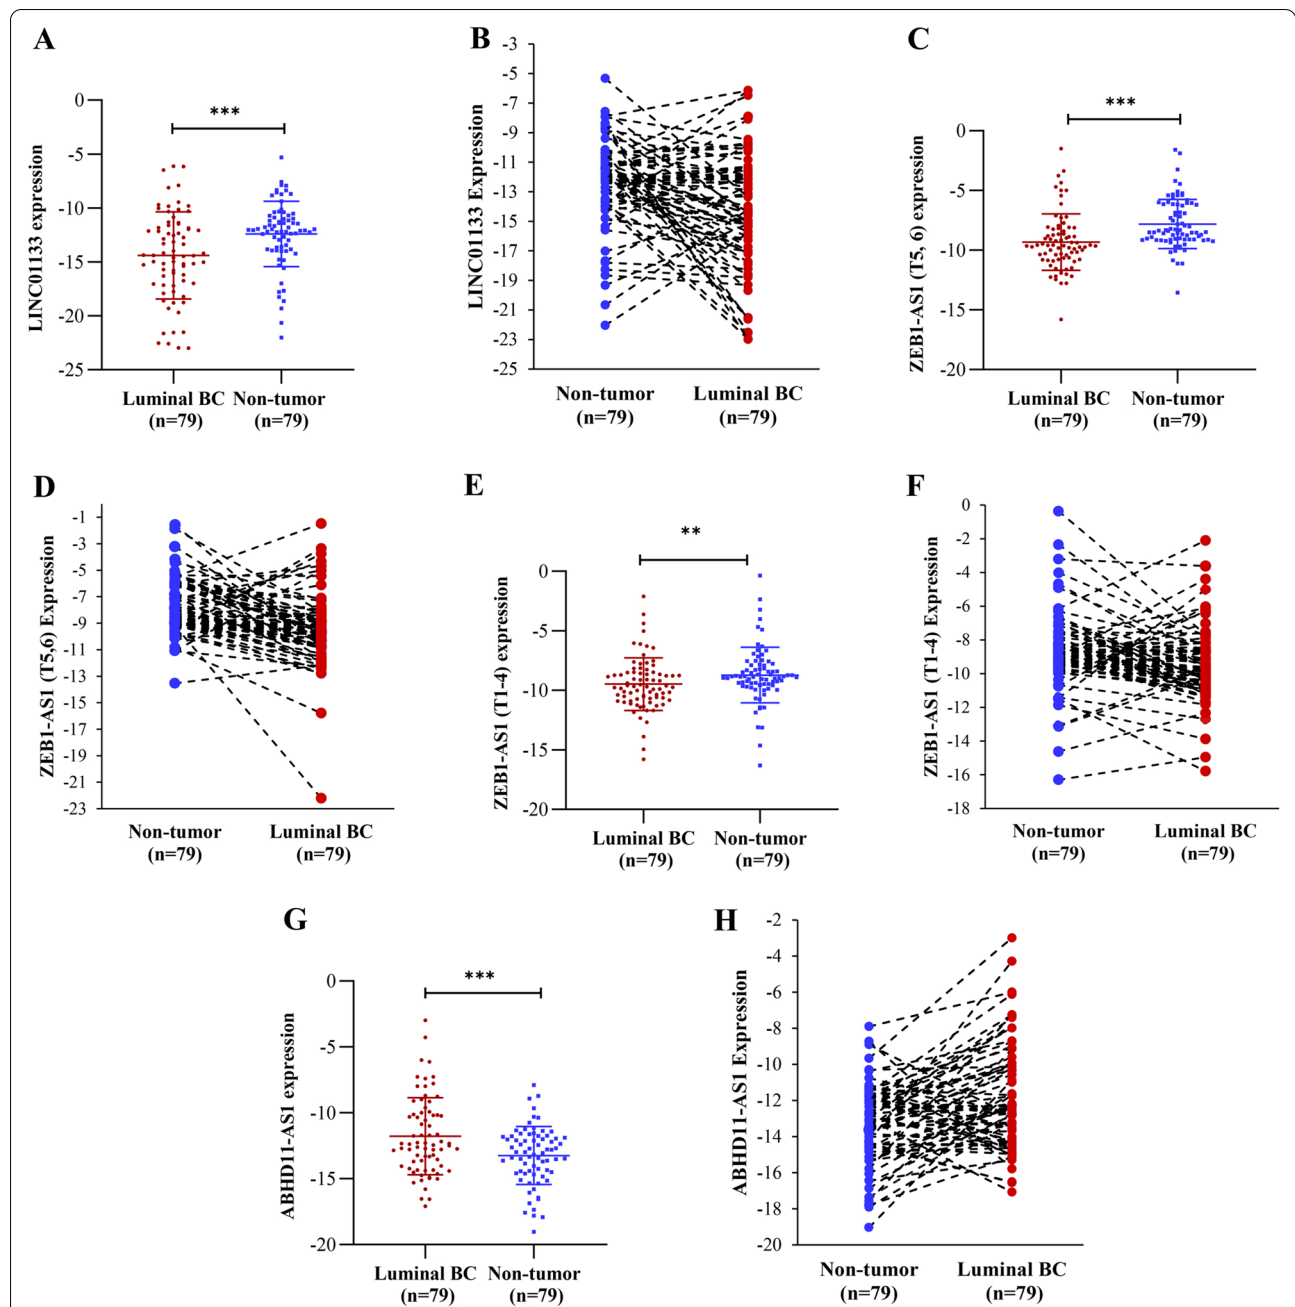 A
LINC01133 expression
0
-5
-10
-15
-20
-25
***
Luminal BC Non-tumor
(n=79) (n=79)
B
LINC01133 Expression
-3
-5
-7
-9
-11
-13
-15
-17
-19
-21
-23
-25
Non-tumor Luminal BC
(n=79) (n=79)
C
ZEB1-AS1 (T5, 6) expression
0
-5
-10
-15
-20
***
Luminal BC Non-tumor
(n=79) (n=79)
D
ZEB1-AS1 (T5,6) Expression
-1
-3
-5
-7
-9
-11
-13
-15
-17
-19
-21
-23
Non-tumor Luminal BC
(n=79) (n=79)
E
ZEB1-AS1 (T1-4) expression
0
-5
-10
-15
-20
**
Luminal BC Non-tumor
(n=79) (n=79)
F
ZEB1-AS1 (T1-4) Expression
0
-2
-4
-6
-8
-10
-12
-14
-16
-18
Non-tumor Luminal BC
(n=79) (n=79)
G
ABHD11-AS1 expression
0
-5
-10
-15
-20
***
Luminal BC Non-tumor
(n=79) (n=79)
H
ABHD11-AS1 Expression
-2
-4
-6
-8
-10
-12
-14
-16
-18
-20
Non-tumor Luminal BC
(n=79) (n=79)